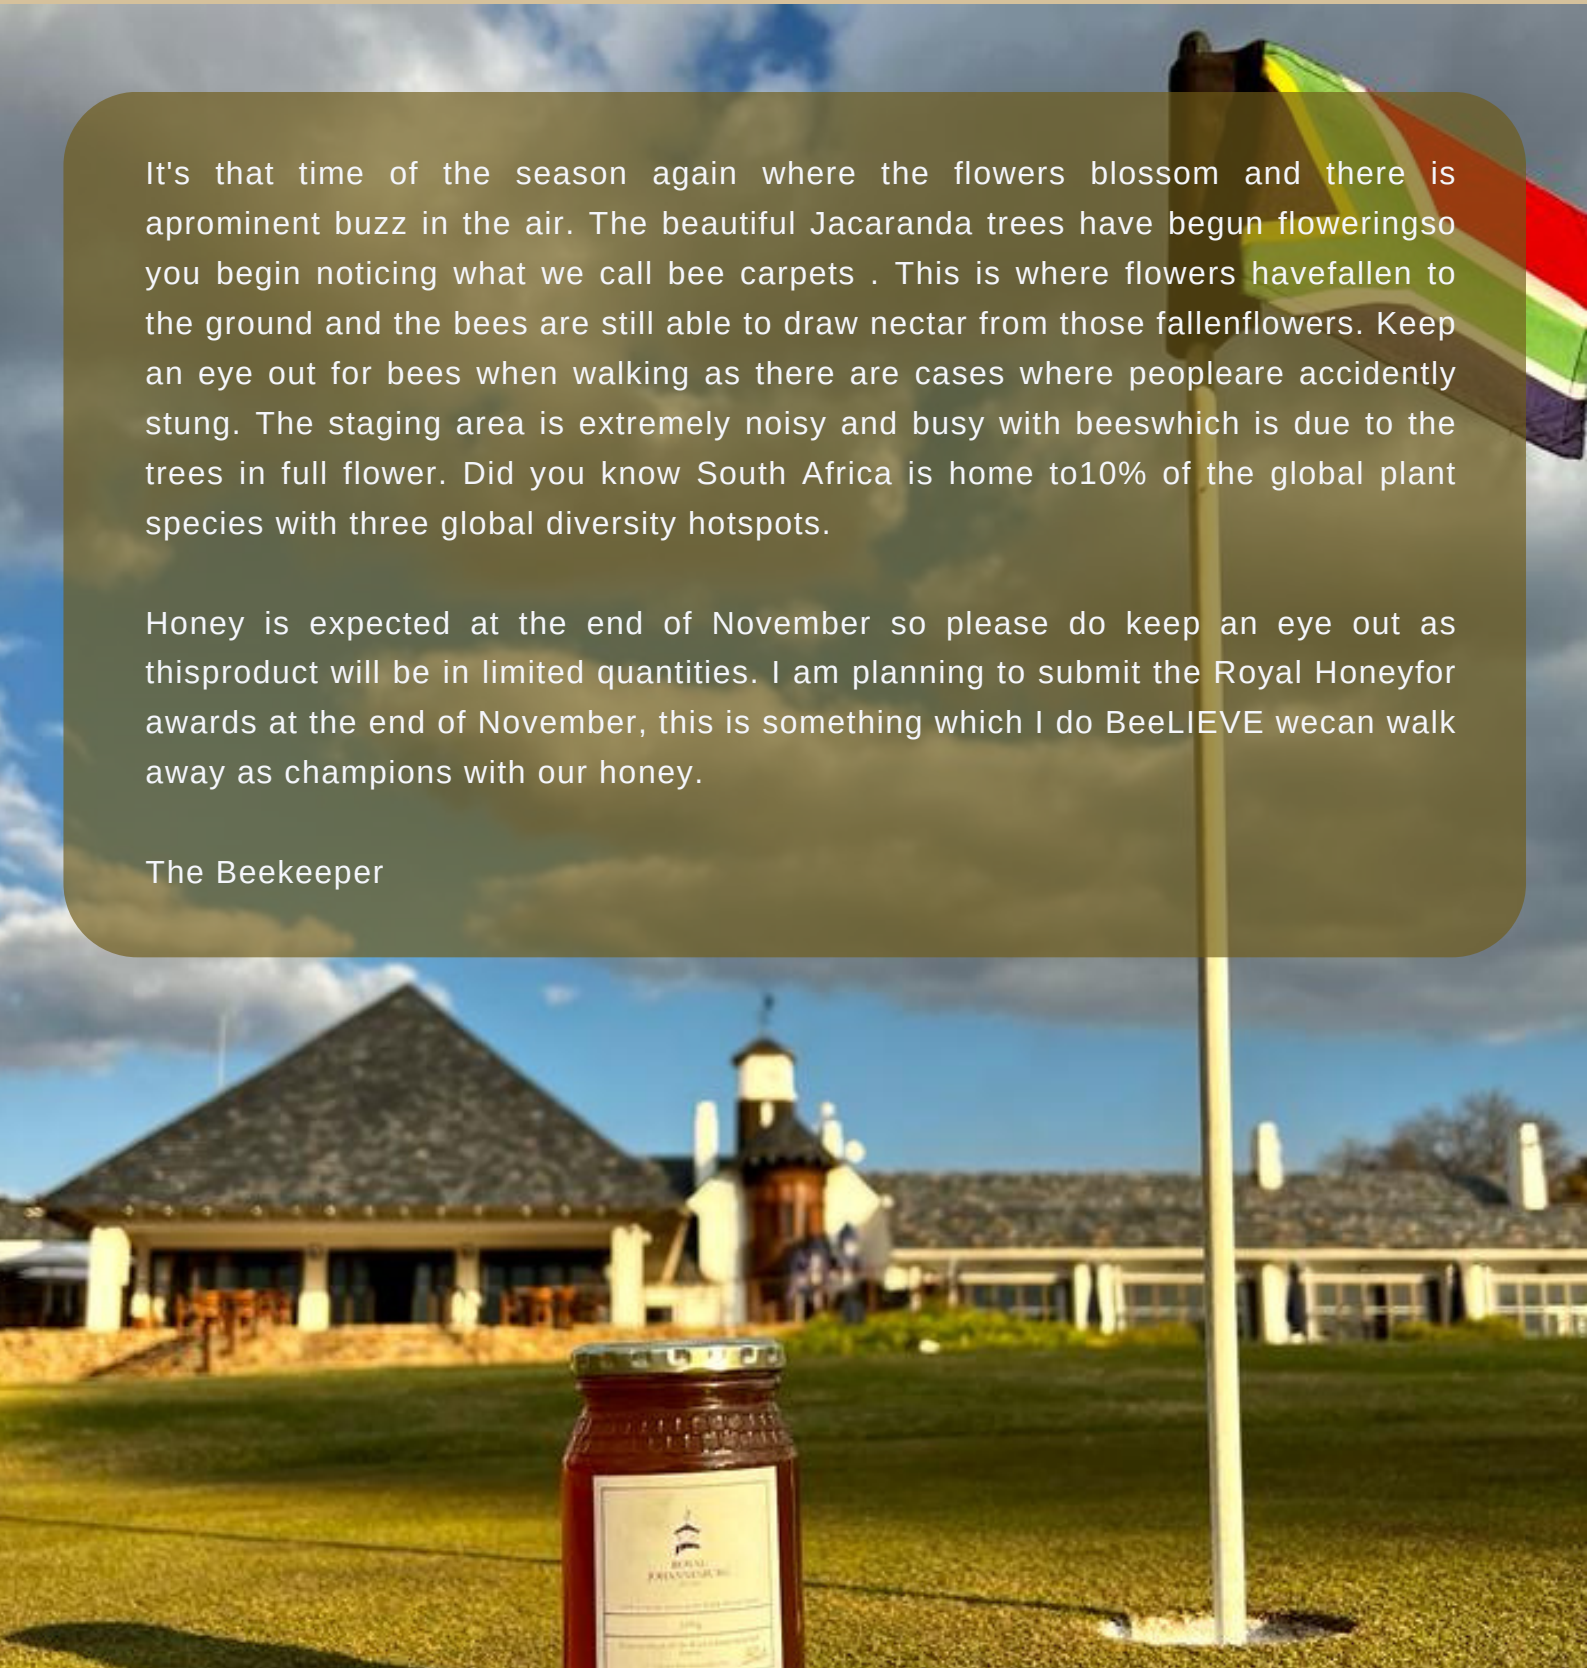 It's that time of the season again where the flowers blossom and there is
aprominent buzz in the air. The beautiful Jacaranda trees have begun floweringso
you begin noticing what we call bee carpets . This is where flowers havefallen to
the ground and the bees are still able to draw nectar from those fallenflowers. Keep
an eye out for bees when walking as there are cases where peopleare accidently
stung. The staging area is extremely noisy and busy with beeswhich is due to the
trees in full flower. Did you know South Africa is home to10% of the global plant
species with three global diversity hotspots.
Honey is expected at the end of November so please do keep an eye out as
thisproduct will be in limited quantities. I am planning to submit the Royal Honeyfor
awards at the end of November, this is something which I do BeeLIEVE wecan walk
away as champions with our honey.
The Beekeeper
ROYAL
JOHANNESBURG